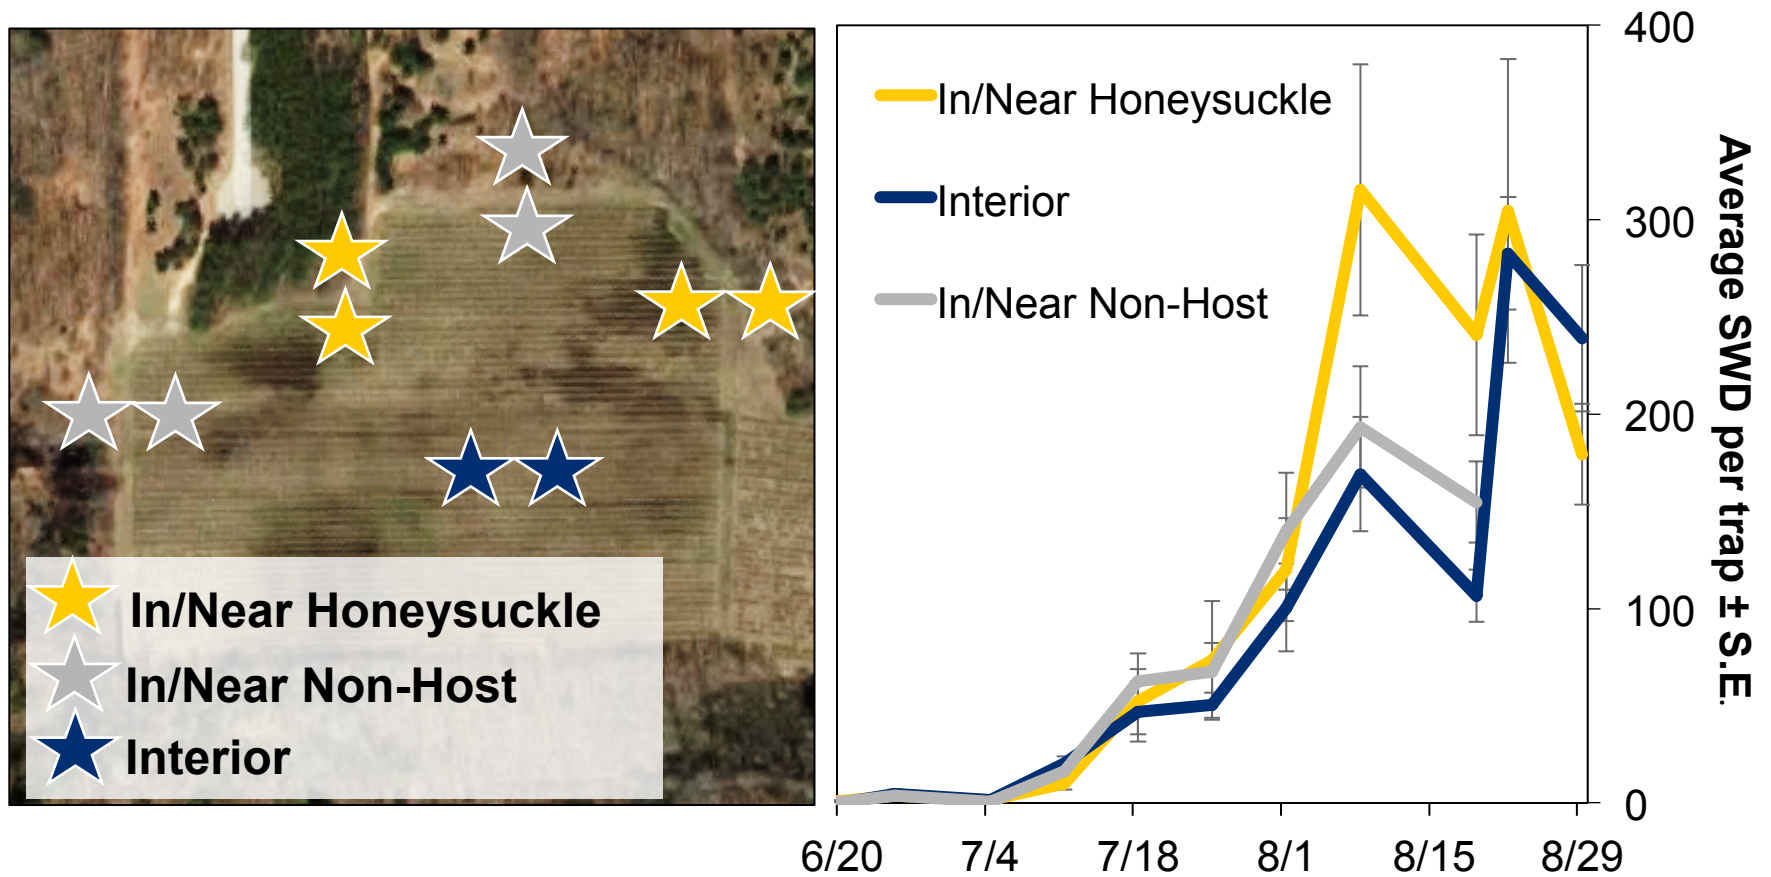 In/Near Honeysuckle
In/Near Non-Host
Interior
In/Near Honeysuckle
Interior
In/Near Non-Host
400
300
200
100
0
6/20
7/4
7/18
8/1
8/15
8/29
Average SWD per trap ± S.E.